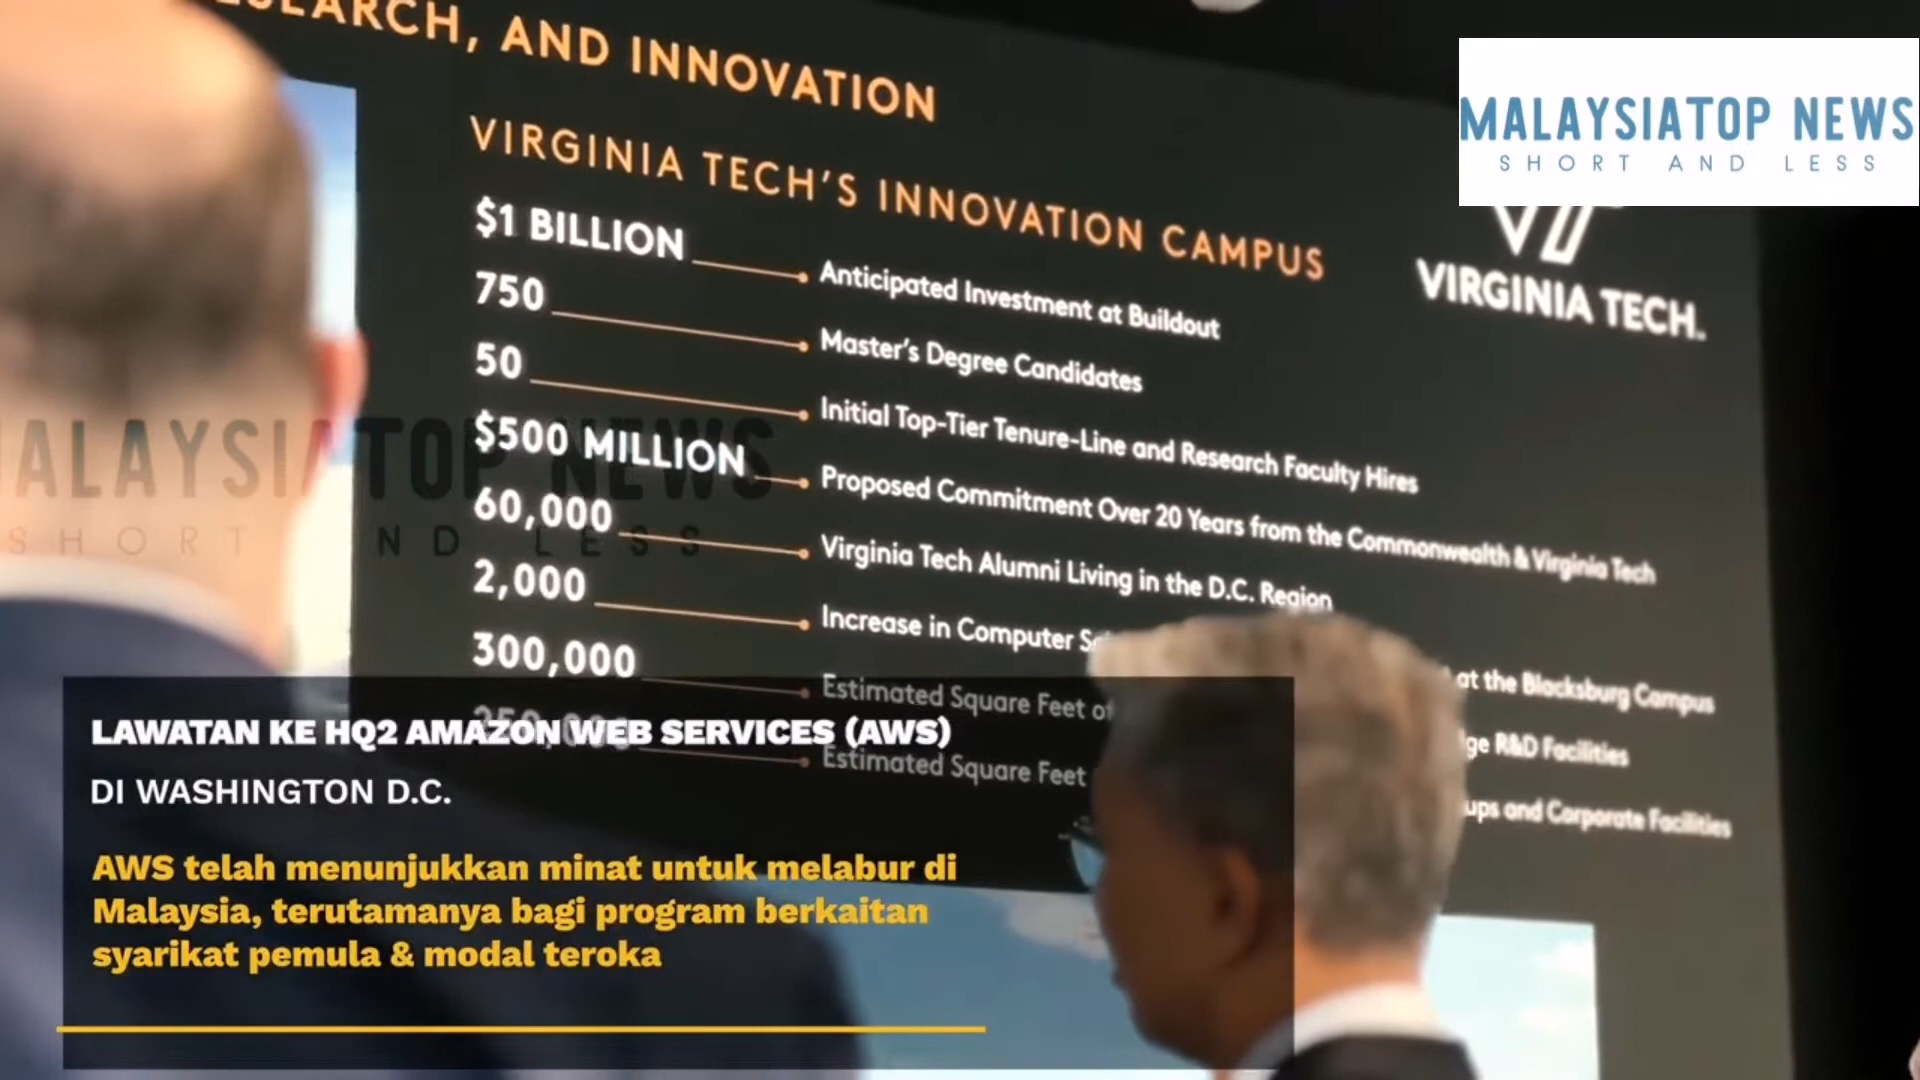 RESEARCH, AND INNOVATION
MALAYSIATOP NEWS
SHORT AND LESS
VIRGINIA TECH'S INNOVATION CAMPUS
VIRGINIA TECH.
$1 BILLION Anticipated Investment at Buildout
750 Master's Degree Candidates
50 Initial Top-Tier Tenure-Line and Research Faculty Hires
$500 MILLION Proposed Commitment Over 20 Years from the Commonwealth & Virginia Tech
60,000 Virginia Tech Alumni Living in the D.C. Region
2,000 Increase in Computer at the Blacksburg Campus
300,000 Estimated Square Feet of R&D Facilities
Estimated Square Feet and Corporate Facilities
MALAYSIATOP NEWS
SHORT AND LESS
LAWATAN KE HQ2 AMAZON WEB SERVICES (AWS)
DI WASHINGTON D.C.
AWS telah menunjukkan minat untuk melabur di
Malaysia, terutamanya bagi program berkaitan
syarikat pemula & modal teroka